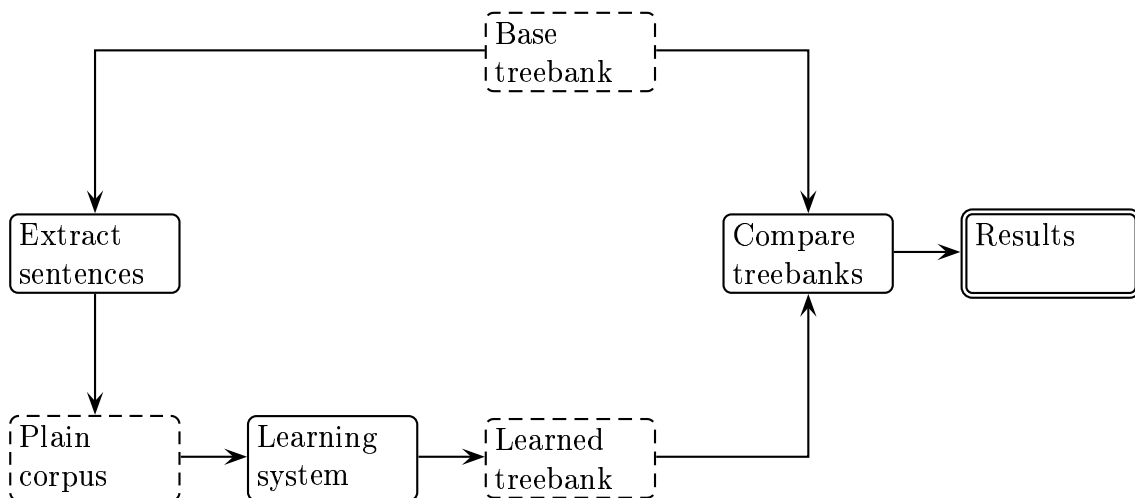 Base
treebank
Extract
sentences
Compare
treebanks
Results
Plain
corpus
Learning
system
Learned
treebank